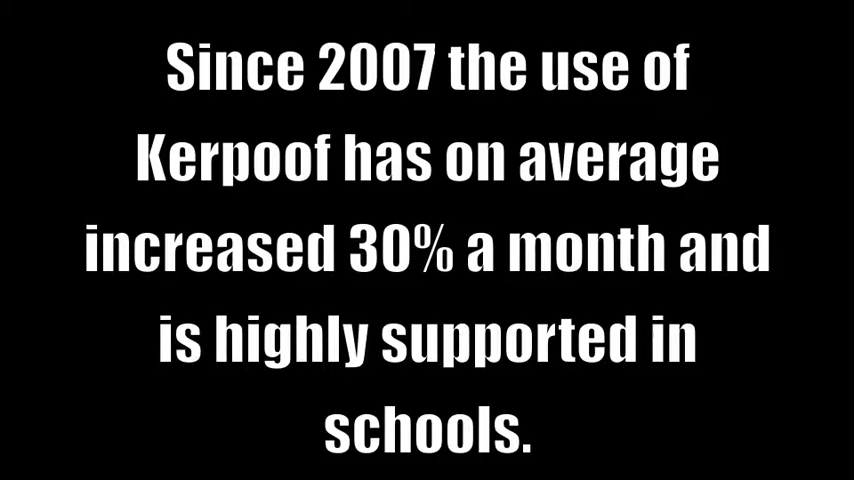 Since 2007 the use of
Kerpoof has on average
increased 30% a month and
is highly supported in
schools.